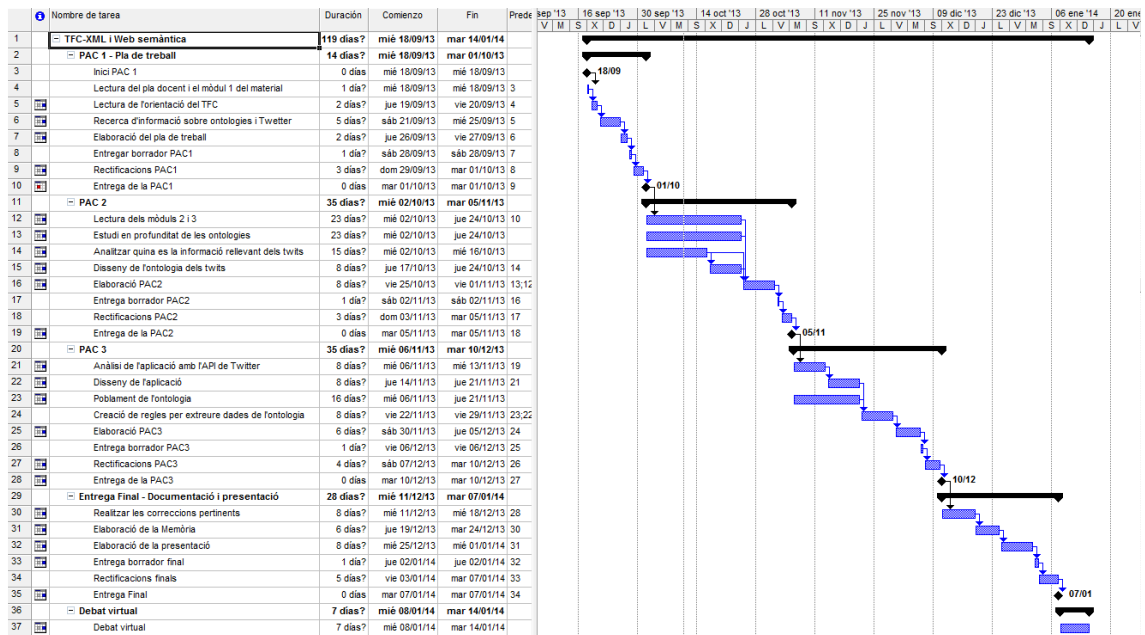 Nombre de tarea Duración Comienzo Fin Prede sep '13 16 sep '13 30 sep '13 14 oct '13 28 oct '13 11 nov '13 25 nov '13 09 dic '13 23 dic '13 06 ene '14 20 ene
V M S X D J L V M S X D J L V M S X D J L V M S X D J L V
1 TFC-XML i Web semàntica 119 días? mié 18/09/13 mar 14/01/14
2 PAC 1 - Pla de treball 14 días? mié 18/09/13 mar 01/10/13
3 Inici PAC 1 0 días mié 18/09/13 mié 18/09/13 18/09
4 Lectura del pla docent i el mòdul 1 del material 1 día? mié 18/09/13 mié 18/09/13 3
5 Lectura de l'orientació del TFC 2 días? jue 19/09/13 vie 20/09/13 4
6 Recerca d'informació sobre ontologies i Twetter 5 días? sáb 21/09/13 mié 25/09/13 5
7 Elaboració del pla de treball 2 días? jue 26/09/13 vie 27/09/13 6
8 Entregar borrador PAC1 1 día? sáb 28/09/13 sáb 28/09/13 7
9 Rectificacions PAC1 3 días? dom 29/09/13 mar 01/10/13 8
10 Entrega de la PAC1 0 días mar 01/10/13 mar 01/10/13 9 01/10
11 PAC 2 35 días? mié 02/10/13 mar 05/11/13
12 Lectura dels mòduls 2 i 3 23 días? mié 02/10/13 jue 24/10/13 10
13 Estudi en profunditat de les ontologies 23 días? mié 02/10/13 jue 24/10/13
14 Analitzar quina es la informació rellevant dels twits 15 días? mié 02/10/13 mié 16/10/13
15 Disseny de l'ontologia dels twits 8 días? jue 17/10/13 jue 24/10/13 14
16 Elaboració PAC2 8 días? vie 25/10/13 vie 01/11/13 13;12
17 Entrega borrador PAC2 1 día? sáb 02/11/13 sáb 02/11/13 16
18 Rectificacions PAC2 3 días? dom 03/11/13 mar 05/11/13 17
19 Entrega de la PAC2 0 días mar 05/11/13 mar 05/11/13 18 05/11
20 PAC 3 35 días? mié 06/11/13 mar 10/12/13
21 Anàlisi de l'aplicació amb l'API de Twitter 8 días? mié 06/11/13 mié 13/11/13 19
22 Disseny de l'aplicació 8 días? jue 14/11/13 jue 21/11/13 21
23 Poblament de l'ontologia 16 días? mié 06/11/13 jue 21/11/13
24 Creació de regles per extreure dades de l'ontologia 8 días? vie 22/11/13 vie 29/11/13 23;22
25 Elaboració PAC3 6 días? sáb 30/11/13 jue 05/12/13 24
26 Entrega borrador PAC3 1 día? vie 06/12/13 vie 06/12/13 25
27 Rectificacions PAC3 4 días? sáb 07/12/13 mar 10/12/13 26
28 Entrega de la PAC3 0 días mar 10/12/13 mar 10/12/13 27 10/12
29 Entrega Final - Documentació i presentació 28 días? mié 11/12/13 mar 07/01/14
30 Realitzar les correccions pertinents 8 días? mié 11/12/13 mié 18/12/13 28
31 Elaboració de la Memòria 6 días? jue 19/12/13 mar 24/12/13 30
32 Elaboració de la presentació 8 días? mié 25/12/13 mié 01/01/14 31
33 Entrega borrador final 1 día? jue 02/01/14 jue 02/01/14 32
34 Rectificacions finals 5 días? vie 03/01/14 mar 07/01/14 33
35 Entrega Final 0 días mar 07/01/14 mar 07/01/14 34 07/01
36 Debat virtual 7 días? mié 08/01/14 mar 14/01/14
37 Debat virtual 7 días? mié 08/01/14 mar 14/01/14